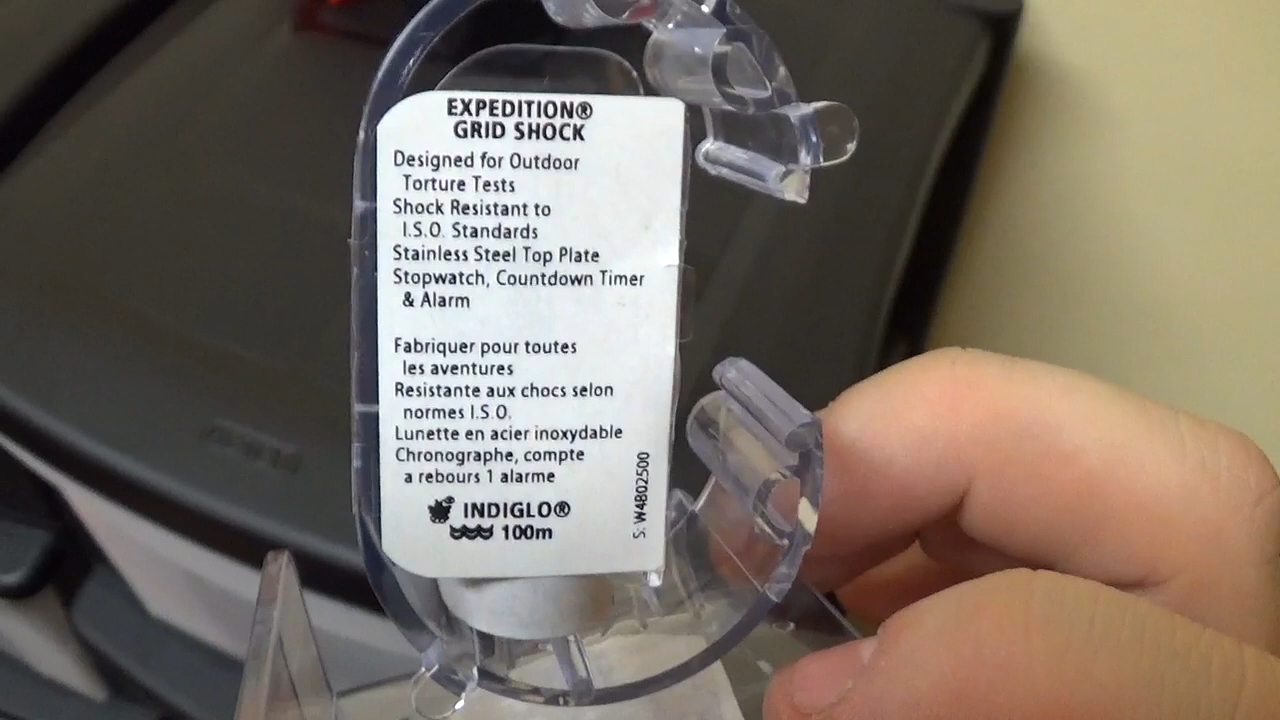 EXPEDITION®
GRID SHOCK
Designed for Outdoor
Torture Tests
Shock Resistant to
I.S.O. Standards
Stainless Steel Top Plate
Stopwatch, Countdown Timer
& Alarm
Fabriquer pour toutes
les aventures
Resistante aux chocs selon
normes I.S.O.
Lunette en acier inoxydable
Chronographe, compte
a rebours 1 alarme
INDIGLO®
100m
S: W4802500